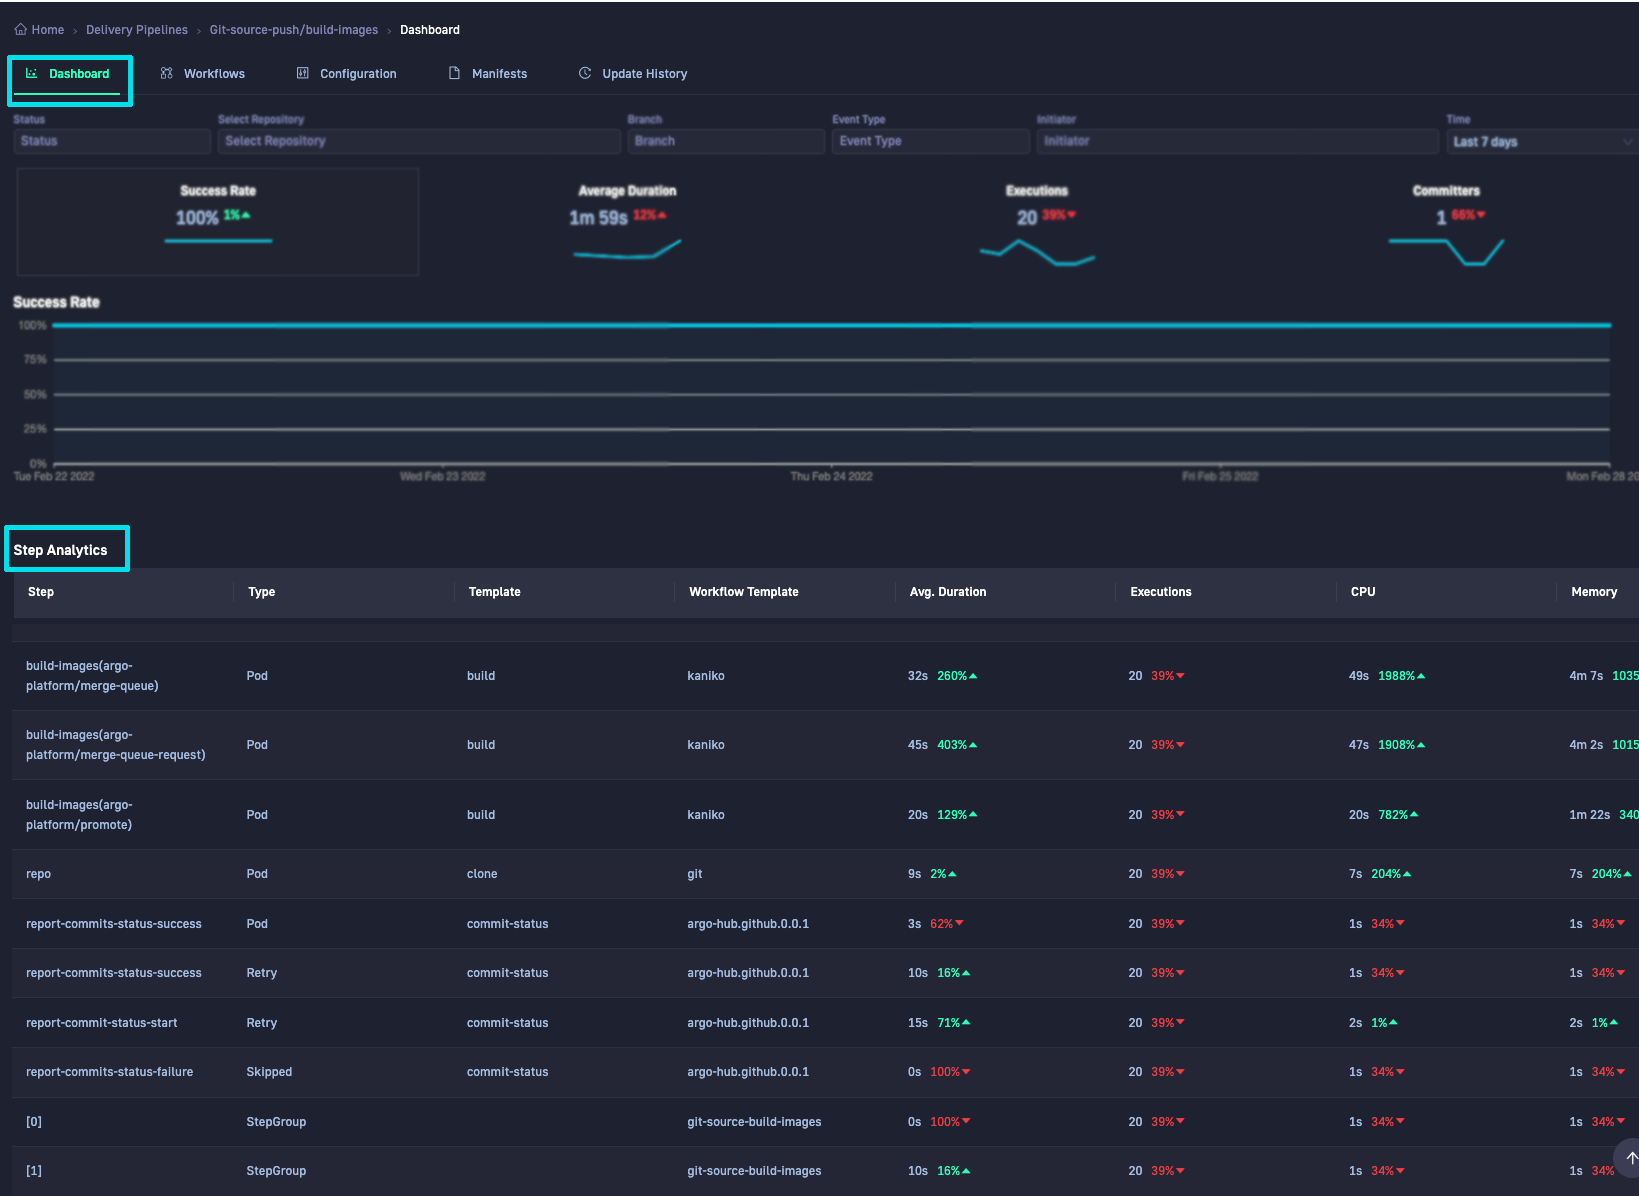 Home › Delivery Pipelines › Git-source-push/build-images › Dashboard
Dashboard Workflows Configuration Manifests Update History
Status Select Repository Branch Event Type Initiator Time
Status Select Repository Branch Event Type Initiator Last 7 days
Success Rate Average Duration Executions Committers
100% 1% 1m 59s 12% 20 39% 1 66%
Success Rate
100%
75%
50%
25%
0%
Tue Feb 22 2022 Wed Feb 23 2022 Thu Feb 24 2022 Fri Feb 25 2022 Mon Feb 28 20
Step Analytics
Step Type Template Workflow Template Avg. Duration Executions CPU Memory
build-images(argo-
platform/merge-queue) Pod build kaniko 32s 260% 20 39% 49s 1988% 4m 7s 1035
build-images(argo-
platform/merge-queue-request) Pod build kaniko 45s 403% 20 39% 47s 1908% 4m 2s 1015
build-images(argo-
platform/promote) Pod build kaniko 20s 129% 20 39% 20s 782% 1m 22s 340
repo Pod clone git 9s 2% 20 39% 7s 204% 7s 204%
report-commits-status-success Pod commit-status argo-hub.github.0.0.1 3s 62% 20 39% 1s 34% 1s 34%
report-commits-status-success Retry commit-status argo-hub.github.0.0.1 10s 16% 20 39% 1s 34% 1s 34%
report-commit-status-start Retry commit-status argo-hub.github.0.0.1 15s 71% 20 39% 2s 1% 2s 1%
report-commits-status-failure Skipped commit-status argo-hub.github.0.0.1 0s 100% 20 39% 1s 34% 1s 34%
[0] StepGroup git-source-build-images 0s 100% 20 39% 1s 34% 1s 34%
[1] StepGroup git-source-build-images 10s 16% 20 39% 1s 34% 1s 34%